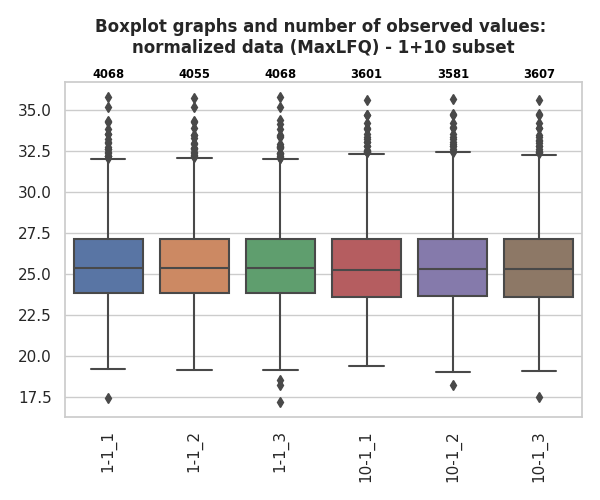 Boxplot graphs and number of observed values:
normalized data (MaxLFQ) - 1+10 subset
4068 4055 4068 3601 3581 3607
35.0
32.5
30.0
27.5
25.0
22.5
20.0
17.5
1-1_1 1-1_2 1-1_3 10-1_1 10-1_2 10-1_3